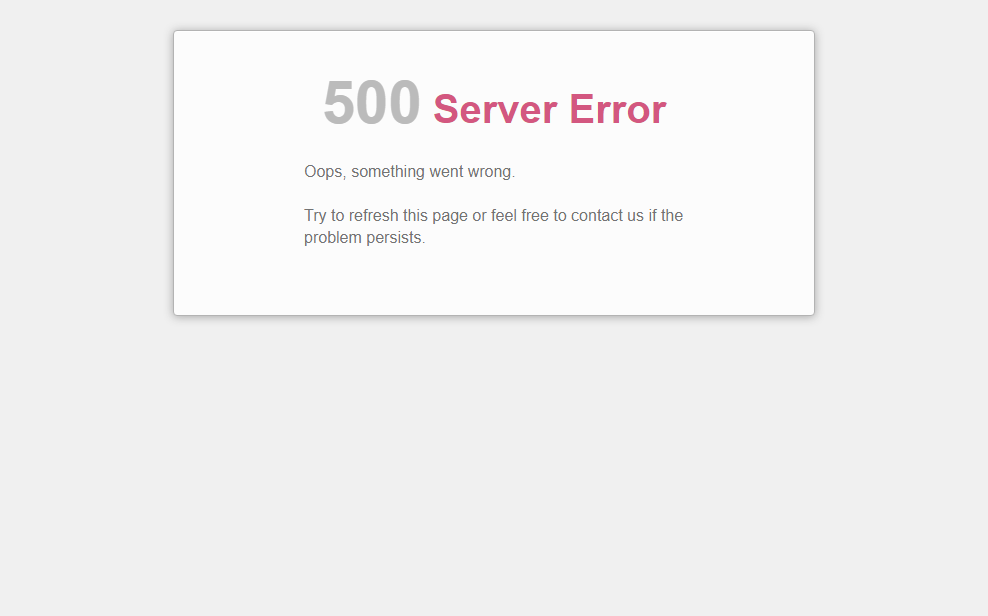 500 Server Error
Oops, something went wrong.
Try to refresh this page or feel free to contact us if the
problem persists.